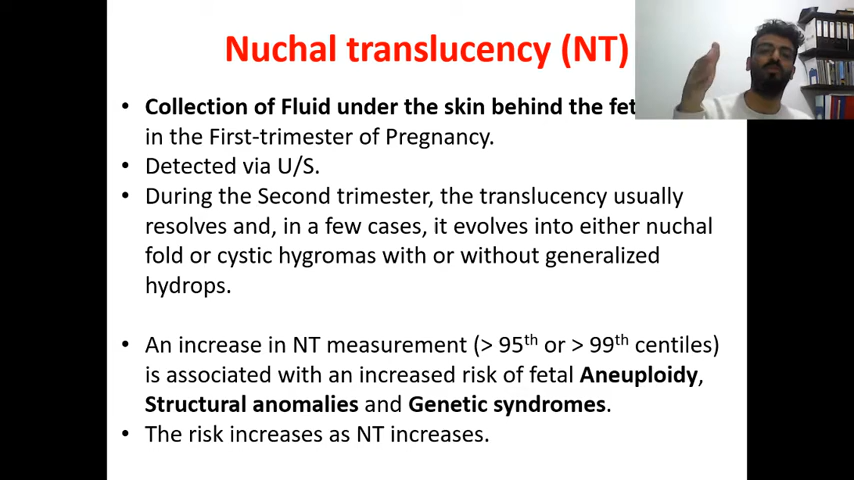 Nuchal translucency (NT)
• Collection of Fluid under the skin behind the
in the First-trimester of Pregnancy.
• Detected via U/S.
• During the Second trimester, the translucency usually
resolves and, in a few cases, it evolves into either nuchal
fold or cystic hygromas with or without generalized
hydrops.
• An increase in NT measurement (> 95th or > 99th centiles)
is associated with an increased risk of fetal Aneuploidy,
Structural anomalies and Genetic syndromes.
• The risk increases as NT increases.